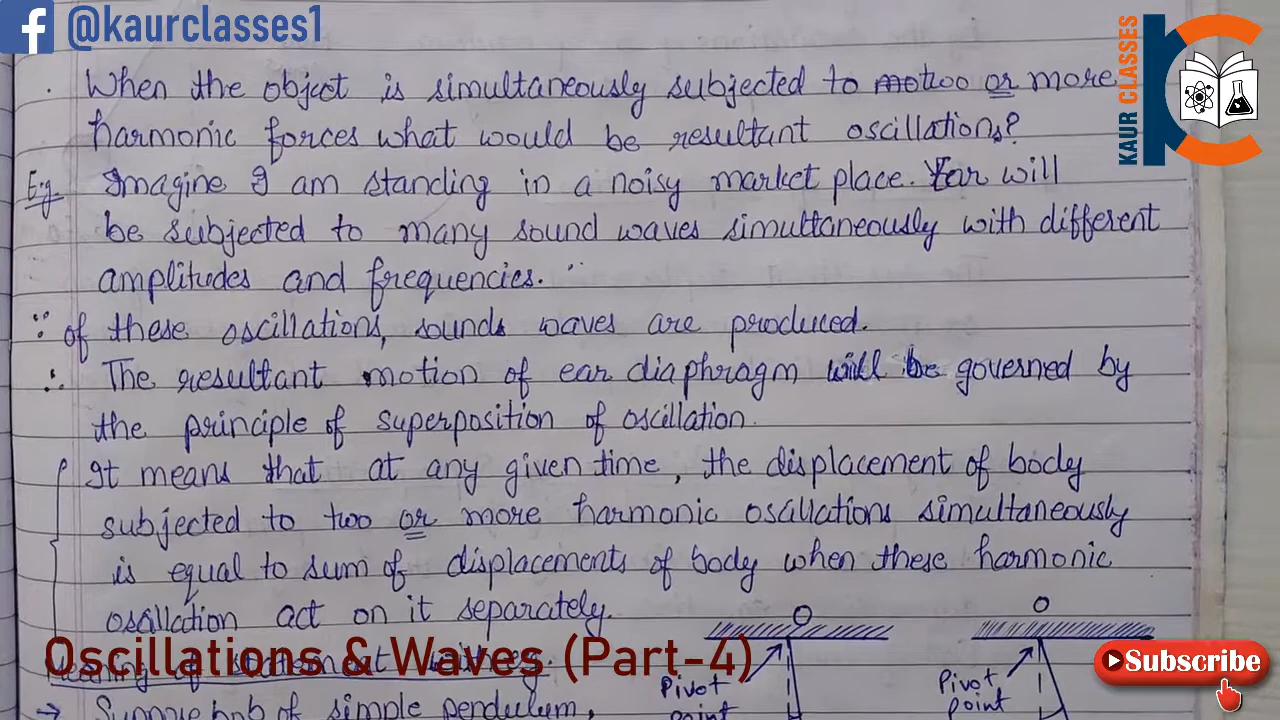 @kaurclasses1
KAUR CLASSES
When the object is simultaneously subjected to two or more
harmonic forces what would be resultant oscillations?
Eg. Imagine I am standing in a noisy market place. Ear will
be subjected to many sound waves simultaneously with different
amplitudes and frequencies.
∵ of these oscillations, sounds waves are produced.
∴ The resultant motion of ear diaphragm will be governed by
the principle of superposition of oscillation.
It means that at any given time, the displacement of body
subjected to two or more harmonic oscillations simultaneously
is equal to sum of displacements of body when these harmonic
oscillation act on it separately.
Oscillations & Waves (Part-4)
Meaning of statement
→ Suppose bob of simple pendulum,
O
Pivot
point
O
Pivot
point
Subscribe